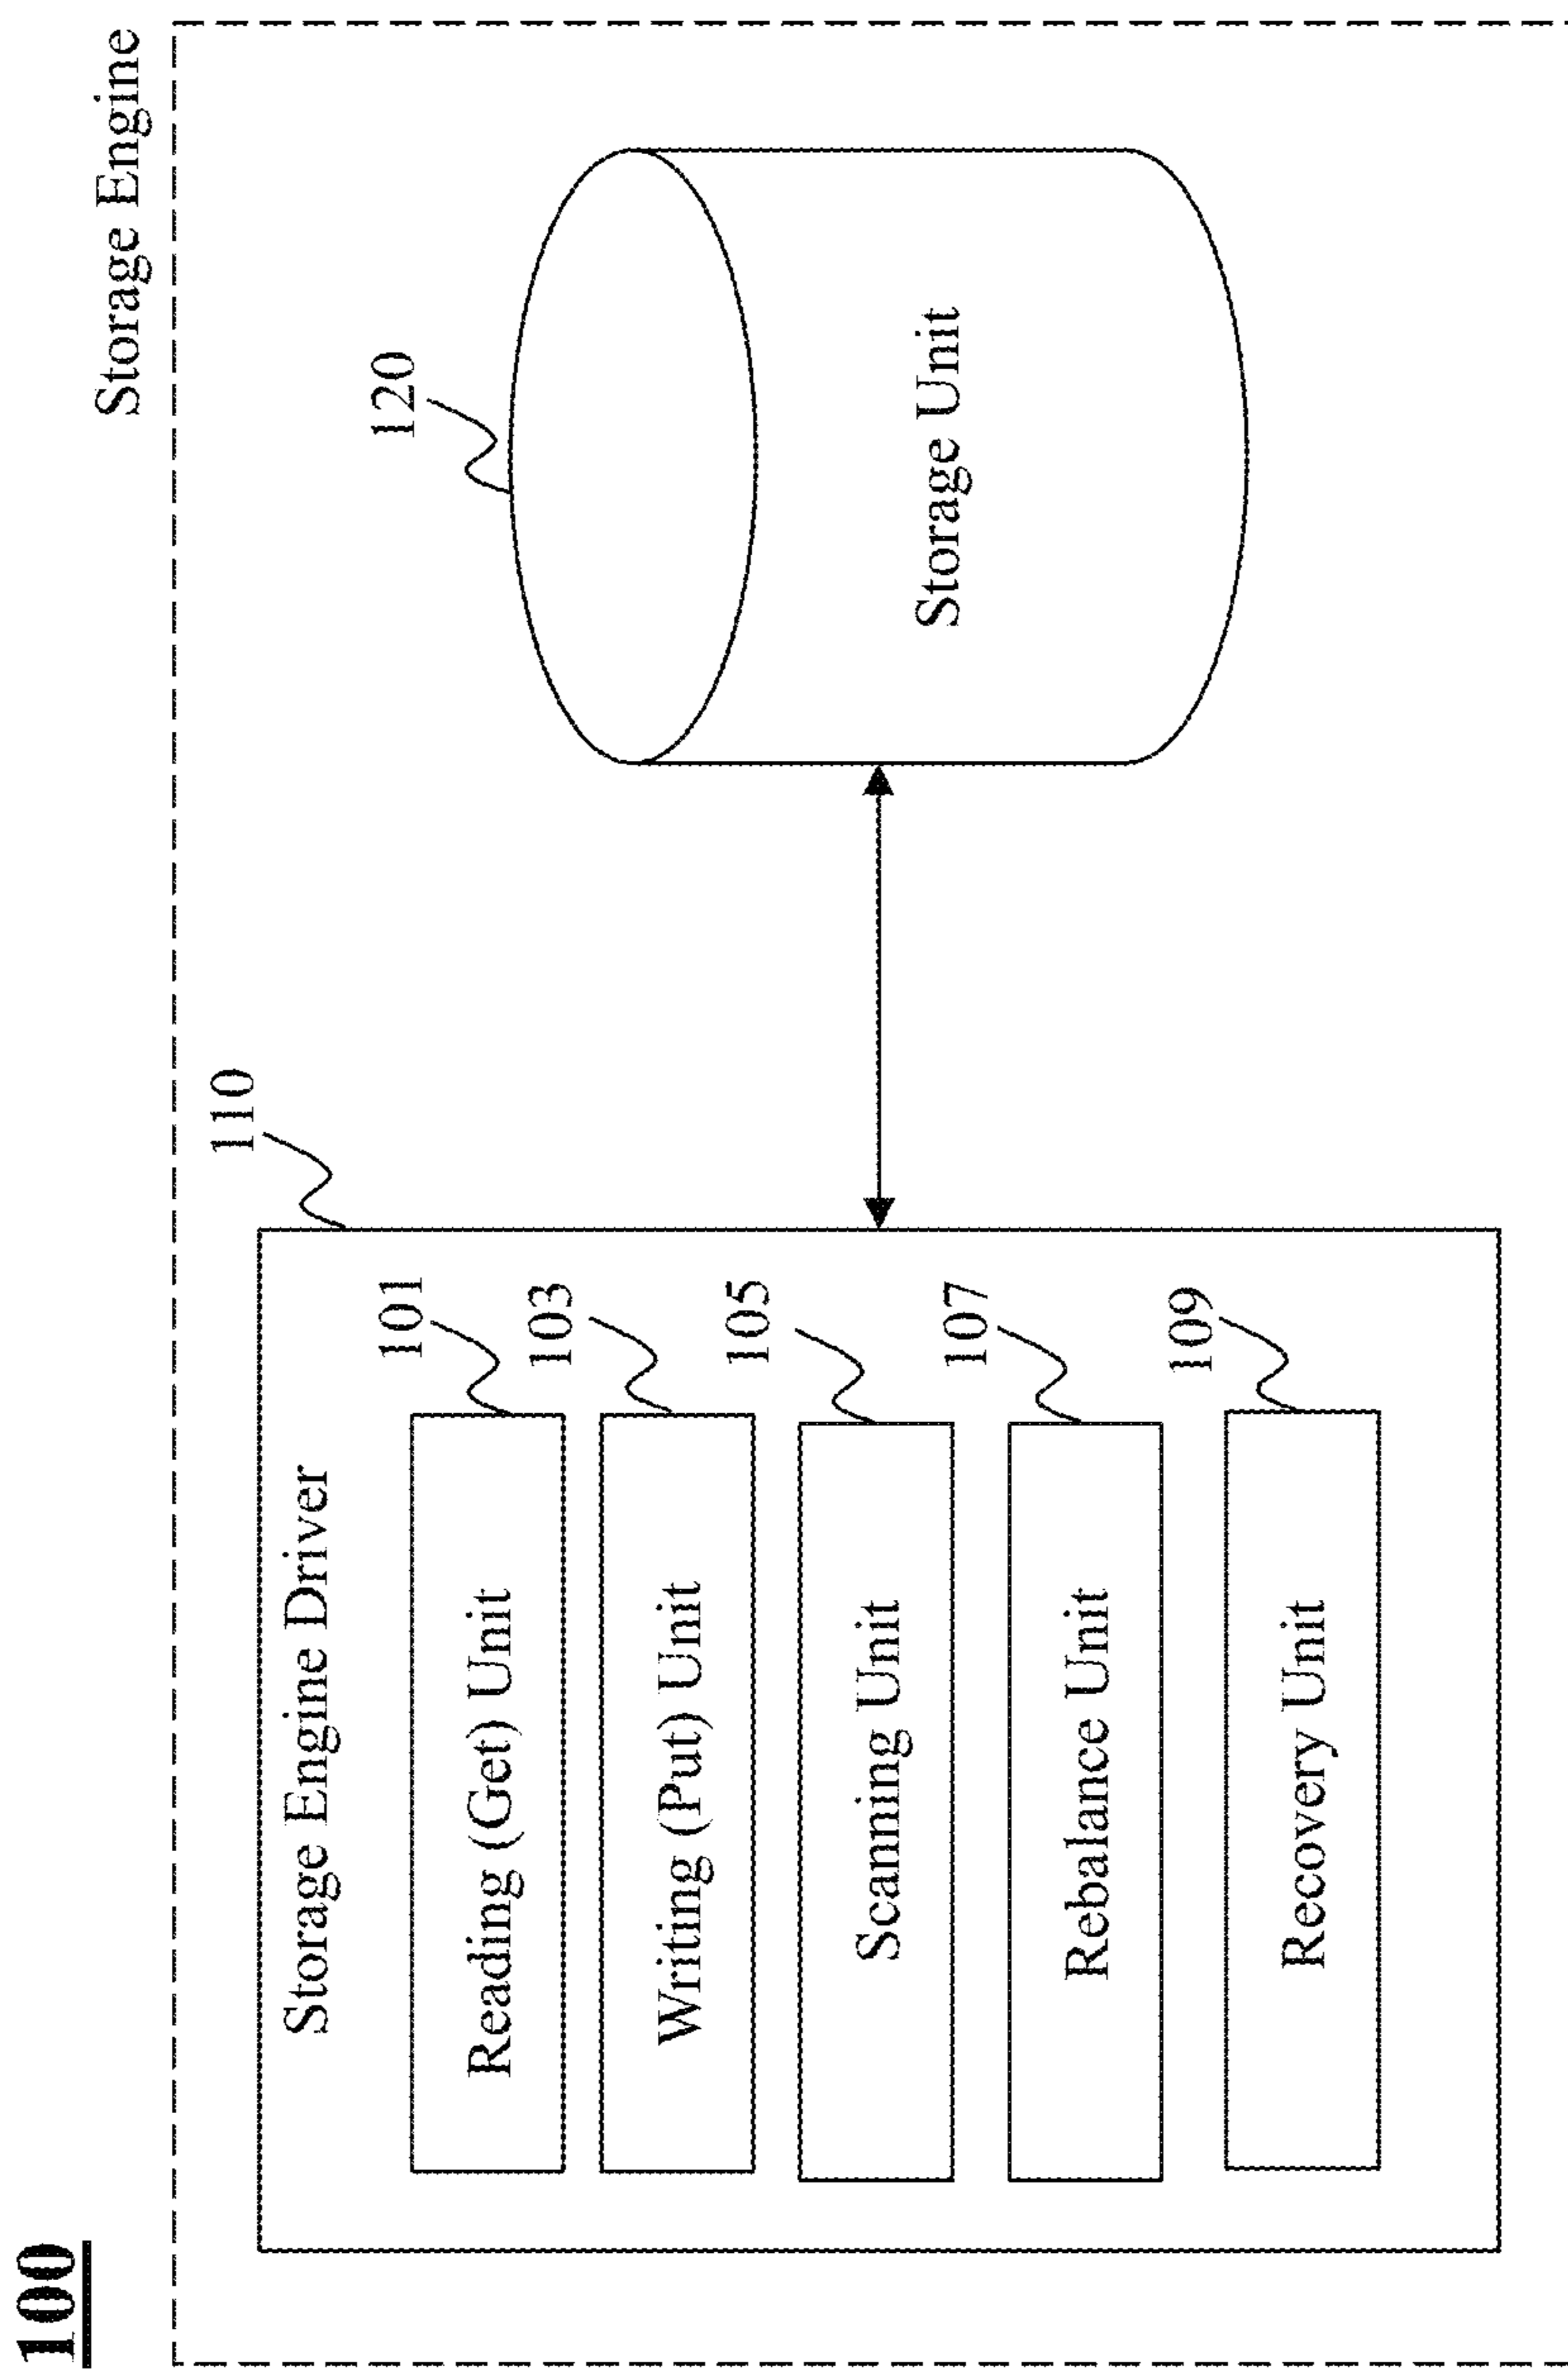 100
Storage Engine
110
Storage Engine Driver
101
Reading (Get) Unit
103
Writing (Put) Unit
105
Scanning Unit
107
Rebalance Unit
109
Recovery Unit
120
Storage Unit